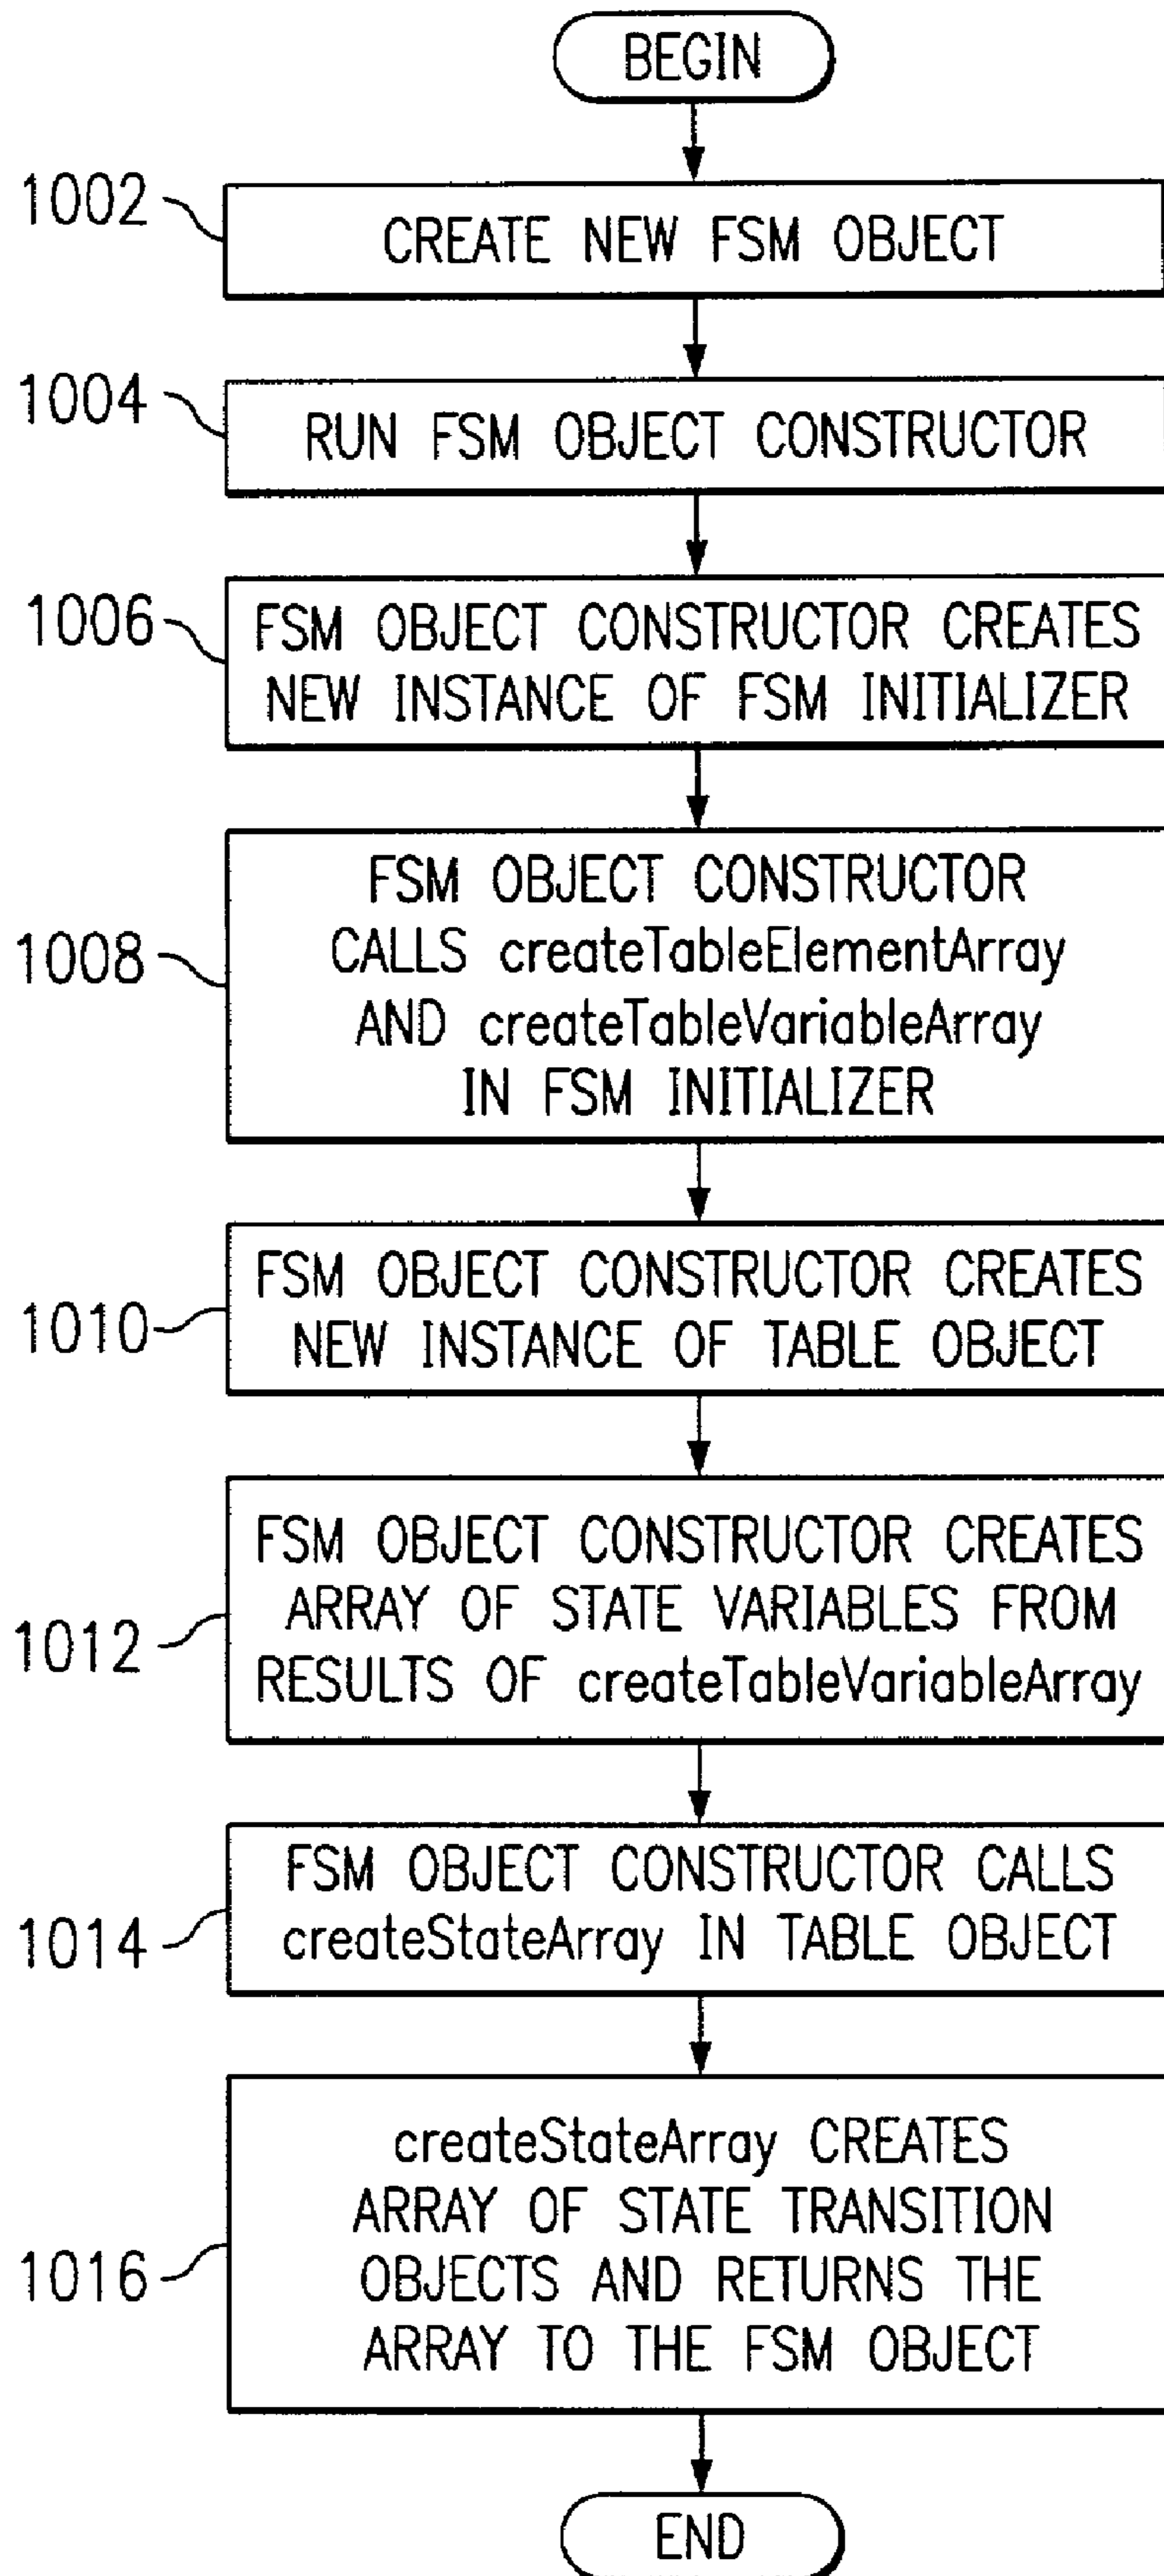 BEGIN
1002
CREATE NEW FSM OBJECT
1004
RUN FSM OBJECT CONSTRUCTOR
1006
FSM OBJECT CONSTRUCTOR CREATES
NEW INSTANCE OF FSM INITIALIZER
1008
FSM OBJECT CONSTRUCTOR
CALLS createTableElementArray
AND createTableVariableArray
IN FSM INITIALIZER
1010
FSM OBJECT CONSTRUCTOR CREATES
NEW INSTANCE OF TABLE OBJECT
1012
FSM OBJECT CONSTRUCTOR CREATES
ARRAY OF STATE VARIABLES FROM
RESULTS OF createTableVariableArray
1014
FSM OBJECT CONSTRUCTOR CALLS
createStateArray IN TABLE OBJECT
1016
createStateArray CREATES
ARRAY OF STATE TRANSITION
OBJECTS AND RETURNS THE
ARRAY TO THE FSM OBJECT
END